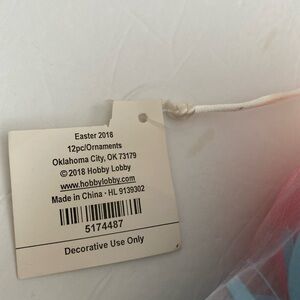 Easter 2018
12pc/Ornaments
Oklahoma City, OK 73179
© 2018 Hobby Lobby
www.hobbylobby.com
Made in China · HL 9139302
5174487
Decorative Use Only